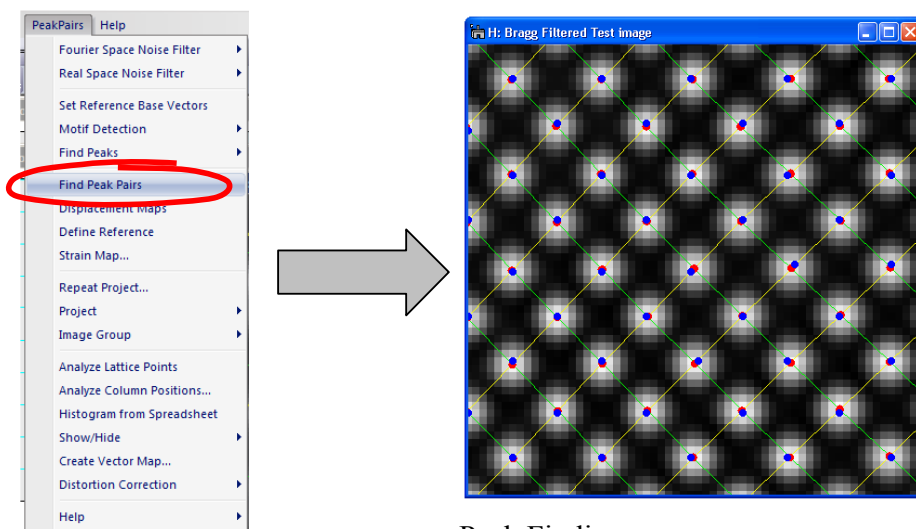 PeakPairs Help
Fourier Space Noise Filter
Real Space Noise Filter
Set Reference Base Vectors
Motif Detection
Find Peaks
Find Peak Pairs
Displacement Maps
Define Reference
Strain Map...
Repeat Project...
Project
Image Group
Analyze Lattice Points
Analyze Column Positions...
Histogram from Spreadsheet
Show/Hide
Create Vector Map...
Distortion Correction
Help
H: Bragg Filtered Test image